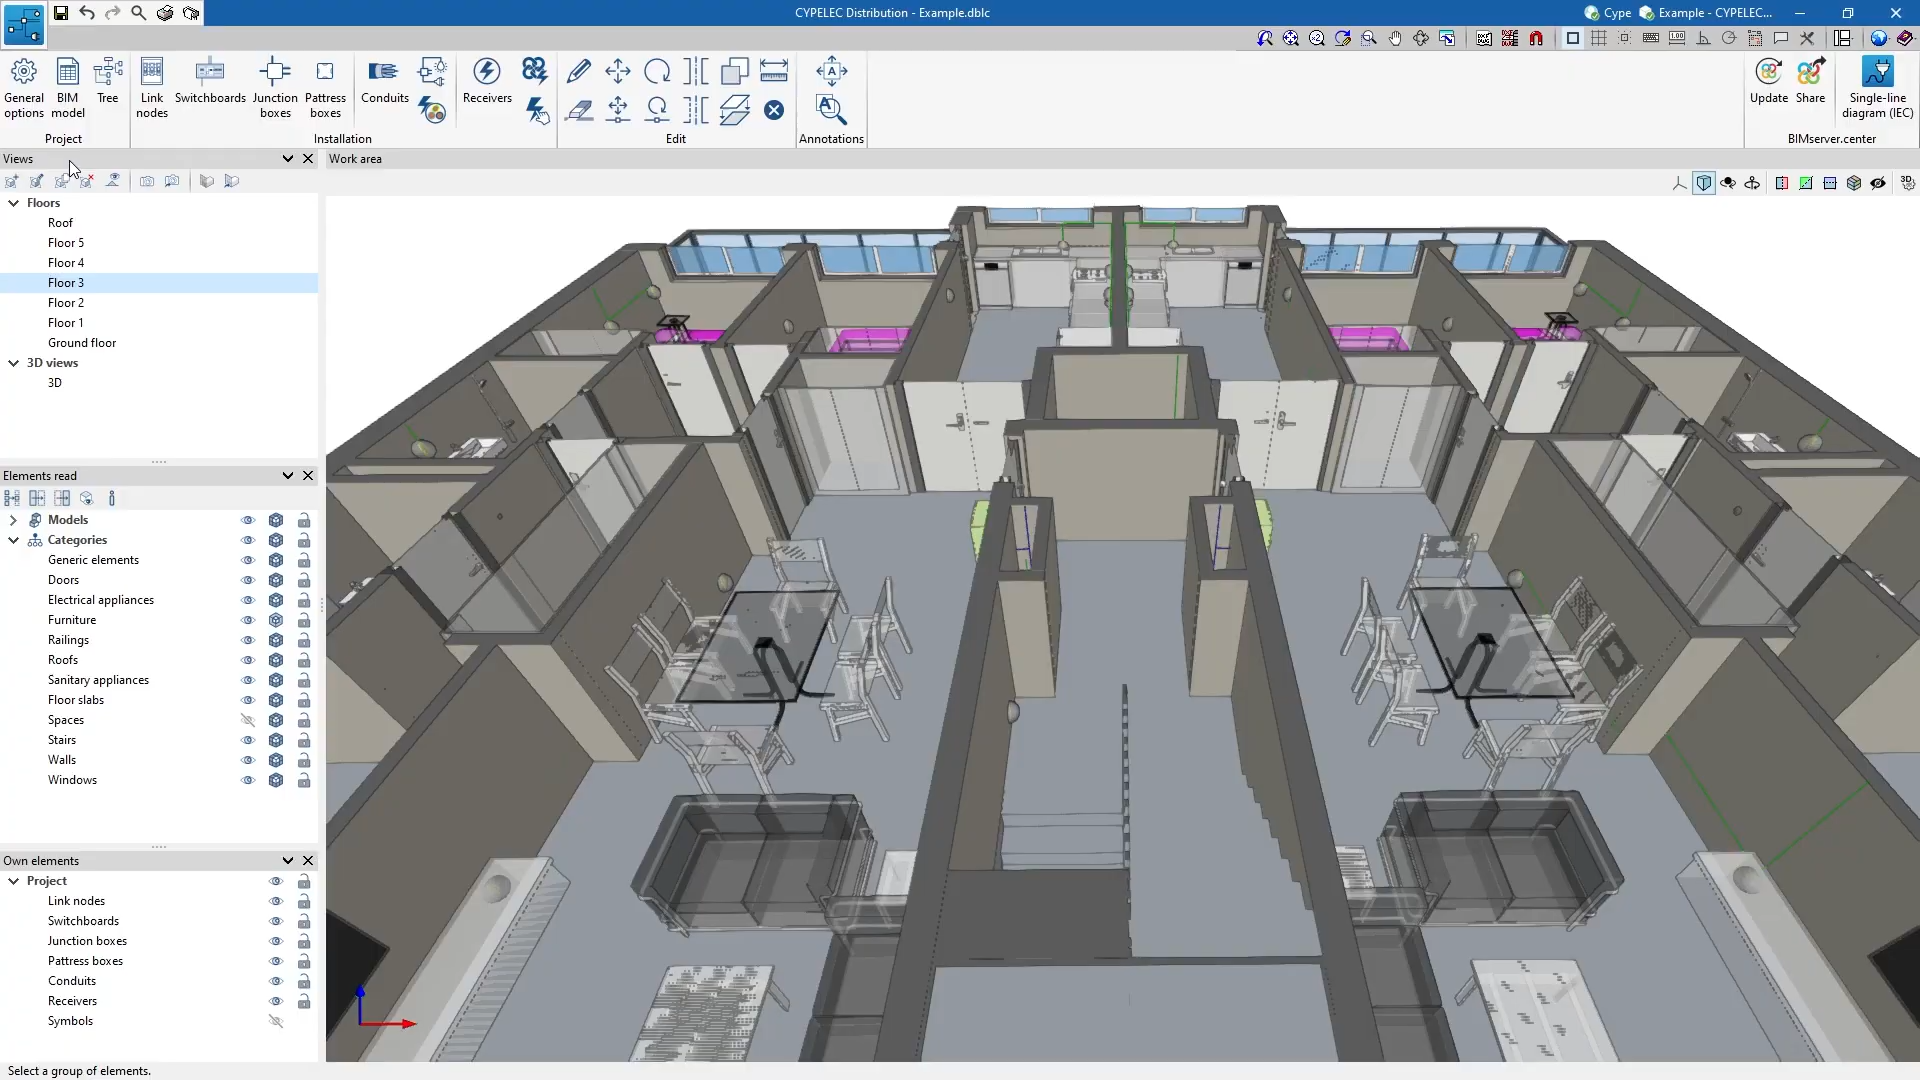 CYPELEC Distribution - Example.dblc
Cype
Example - CYPELEC...
General options
BIM model
Tree
Link nodes
Switchboards
Junction boxes
Pattress boxes
Conduits
Receivers
Update
Share
Single-line diagram (IEC)
Project
Installation
Edit
Annotations
BIMserver.center
Views
Work area
Floors
Roof
Floor 5
Floor 4
Floor 3
Floor 2
Floor 1
Ground floor
3D views
3D
Elements read
Models
Categories
Generic elements
Doors
Electrical appliances
Furniture
Railings
Roofs
Sanitary appliances
Floor slabs
Spaces
Stairs
Walls
Windows
Own elements
Project
Link nodes
Switchboards
Junction boxes
Pattress boxes
Conduits
Receivers
Symbols
Select a group of elements.